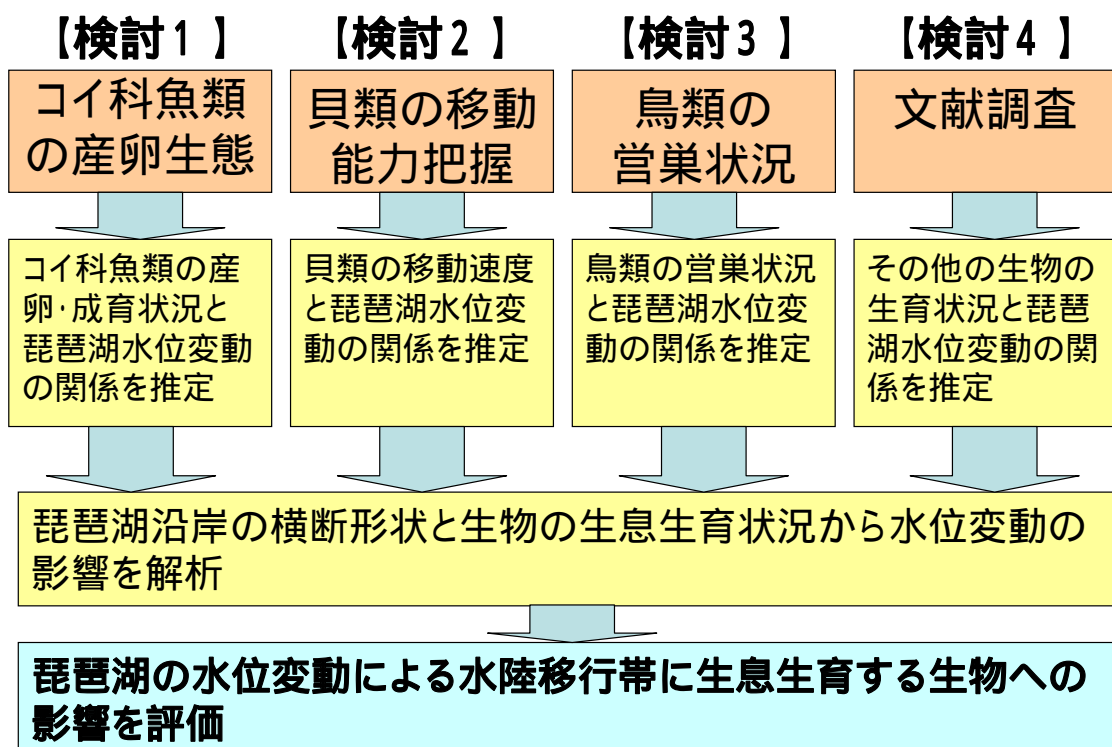 【検討1 】
【検討2 】
【検討3 】
【検討4 】
コイ科魚類
の産卵生態
貝類の移動
能力把握
鳥類の
営巣状況
文献調査
コイ科魚類の産
卵･成育状況と
琵琶湖水位変動
の関係を推定
貝類の移動速度
と琵琶湖水位変
動の関係を推定
鳥類の営巣状況
と琵琶湖水位変
動の関係を推定
その他の生物の
生育状況と琵琶
湖水位変動の関
係を推定
琵琶湖沿岸の横断形状と生物の生息生育状況から水位変動の
影響を解析
琵琶湖の水位変動による水陸移行帯に生息生育する生物への
影響を評価